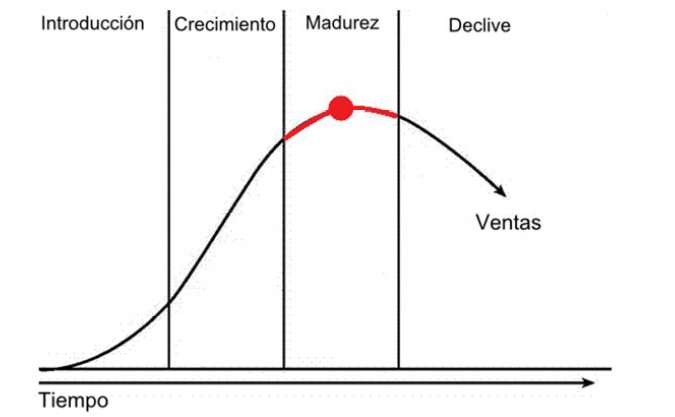 Introducción
Crecimiento
Madurez
Declive
Ventas
Tiempo